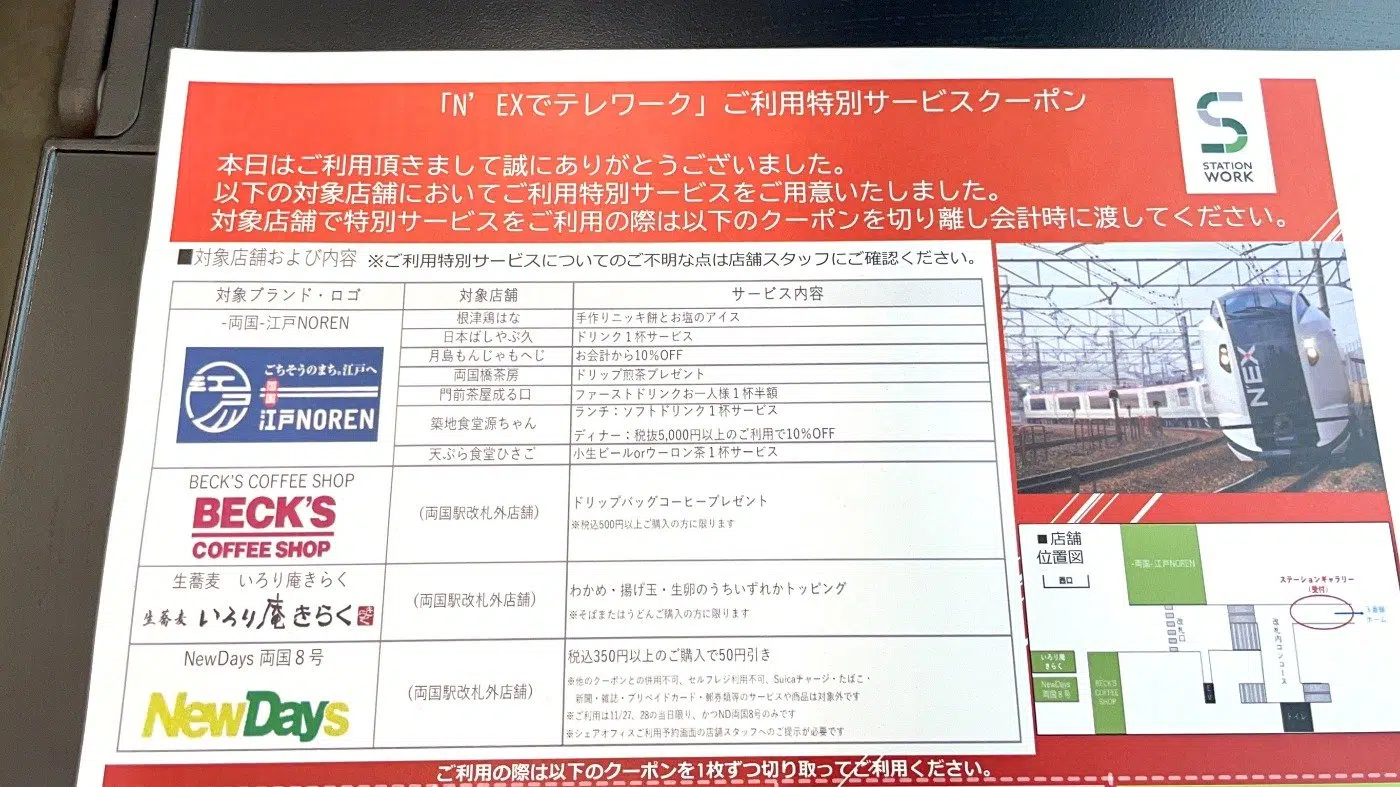 「N'EXでテレワーク」ご利用特別サービスクーポン
STATION
WORK
本日はご利用頂きまして誠にありがとうございました。
以下の対象店舗においてご利用特別サービスをご用意いたしました。
対象店舗で特別サービスをご利用の際は以下のクーポンを切り離し会計時に渡してください。
■対象店舗および内容 ※ご利用特別サービスについてのご不明な点は店舗スタッフにご確認ください。
対象ブランド・ロゴ 対象店舗 サービス内容
-両国-江戸NOREN
ごちそうのまち。江戸へ
両国
江戸NOREN
根津鶏はな 手作りニッキ餅とお塩のアイス
日本ばしやぶ久 ドリンク1杯サービス
月島もんじゃもへじ お会計から10%OFF
両国橋茶房 ドリップ煎茶プレゼント
門前茶屋成る口 ファーストドリンクお一人様1杯半額
築地食堂源ちゃん ランチ：ソフトドリンク1杯サービス
ディナー：税抜5,000円以上のご利用で10%OFF
天ぷら食堂ひさご 小生ビールorウーロン茶1杯サービス
BECK'S COFFEE SHOP
BECK'S
COFFEE SHOP
(両国駅改札外店舗)
ドリップバッグコーヒープレゼント
※税込600円以上ご購入の方に限ります
生蕎麦 いろり庵きらく
生蕎麦 いろり庵きらく
(両国駅改札外店舗)
わかめ・揚げ玉・生卵のうちいずれかトッピング
※そばまたはうどんご購入の方に限ります
NewDays 両国8号
NewDays
(両国駅改札外店舗)
税込350円以上のご購入で50円引き
※他のクーポンとの併用不可、セルフレジ利用不可、Suicaチャージ・たばこ・
新聞・雑誌・プリペイドカード・郵券類等のサービスや商品は対象外です
※ご利用は11/27、28の当日限り、かつND両国8号のみです
※シェアオフィスご利用予約画面の店舗スタッフへのご提示が必要です
NEX
■店舗
位置図
西口
-両国-江戸NOREN
ステーションギャラリー
(受付)
3番線
ホーム
改札口
改札内コンコース
いろり庵
きらく
NewDays
両国8号
BECK'S
COFFEE
SHOP
トイレ
ご利用の際は以下のクーポンを1枚ずつ切り取ってご利用ください。